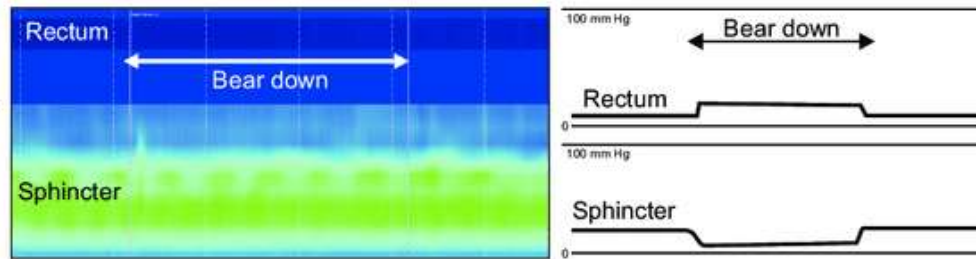 Rectum
Bear down
Sphincter
100 mm Hg
Bear down
Rectum
0
100 mm Hg
Sphincter
0